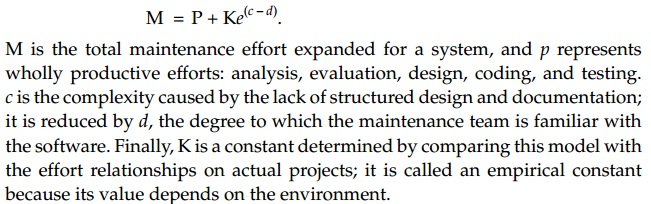 M = P + Ke^(c – d).
M is the total maintenance effort expanded for a system, and p represents
wholly productive efforts: analysis, evaluation, design, coding, and testing.
c is the complexity caused by the lack of structured design and documentation;
it is reduced by d, the degree to which the maintenance team is familiar with
the software. Finally, K is a constant determined by comparing this model with
the effort relationships on actual projects; it is called an empirical constant
because its value depends on the environment.